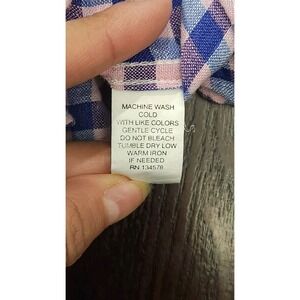 MACHINE WASH
COLD
WITH LIKE COLORS
GENTLE CYCLE
DO NOT BLEACH
TUMBLE DRY LOW
WARM IRON
IF NEEDED
RN 134578